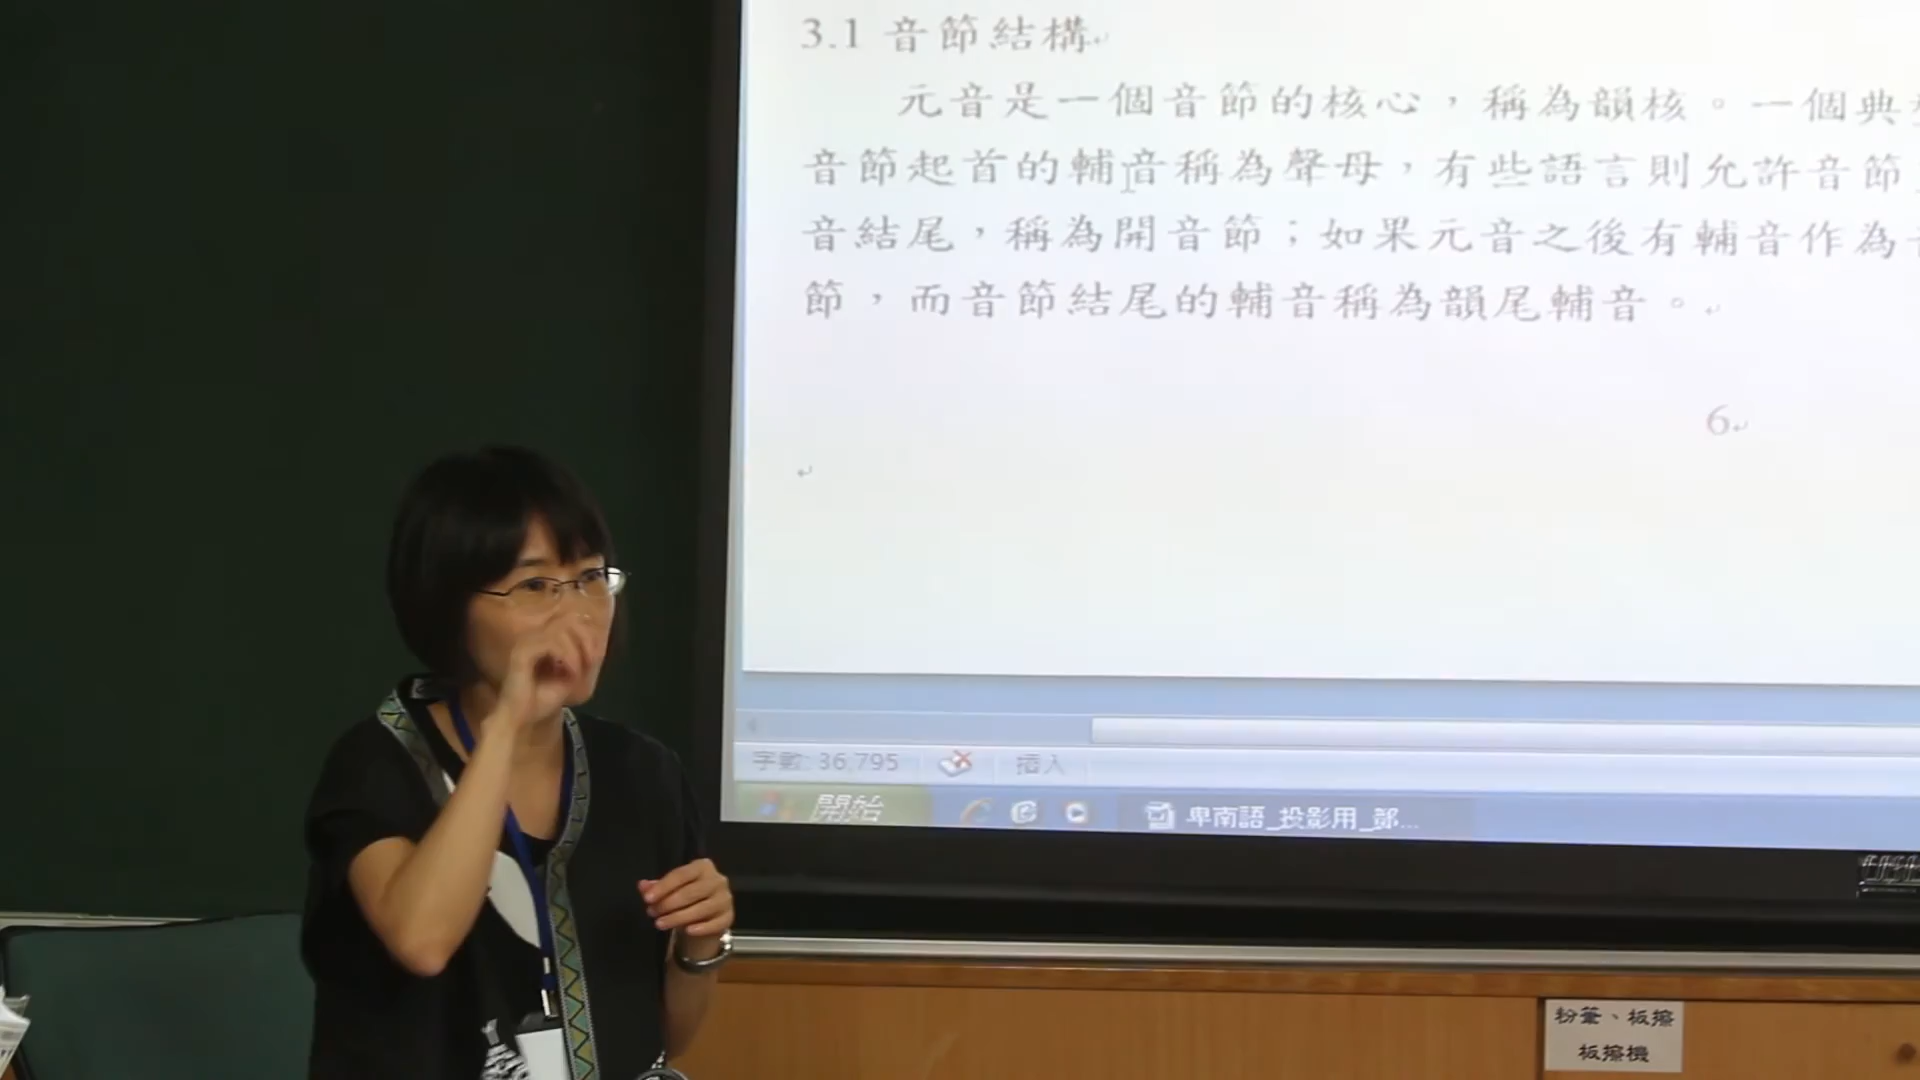 3.1 音節結構
元音是一個音節的核心，稱為韻核。一個典
音節起首的輔音稱為聲母，有些語言則允許音節
音結尾，稱為開音節；如果元音之後有輔音作為
節，而音節結尾的輔音稱為韻尾輔音。
6
字數: 36,795 插入
開始 卑南語_投影用_鄧...
粉筆、板擦
板擦機